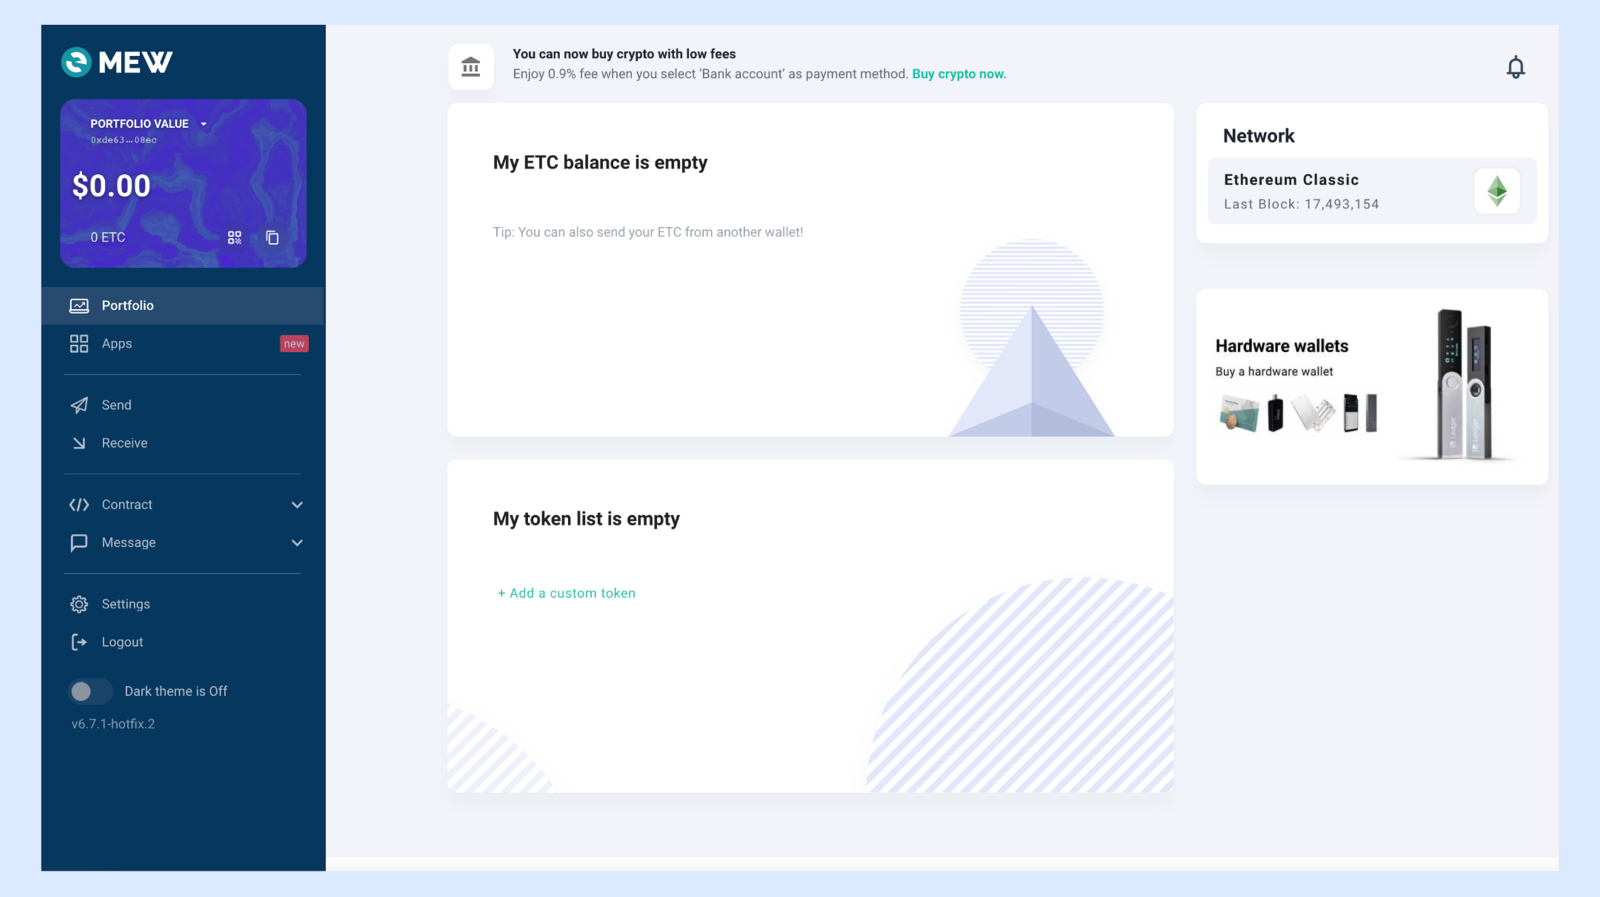 MEW
PORTFOLIO VALUE
0xde63...08ec
$0.00
0 ETC
Portfolio
Apps
new
Send
Receive
Contract
Message
Settings
Logout
Dark theme is Off
v6.7.1-hotfix.2
You can now buy crypto with low fees
Enjoy 0.9% fee when you select ‘Bank account’ as payment method. Buy crypto now.
My ETC balance is empty
Tip: You can also send your ETC from another wallet!
My token list is empty
+ Add a custom token
Network
Ethereum Classic
Last Block: 17,493,154
Hardware wallets
Buy a hardware wallet
Ledger
Ledger